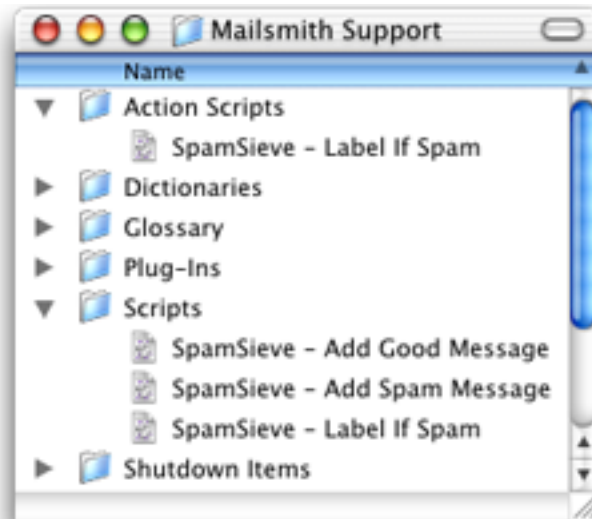 Mailsmith Support
Name
Action Scripts
SpamSieve – Label If Spam
Dictionaries
Glossary
Plug-Ins
Scripts
SpamSieve – Add Good Message
SpamSieve – Add Spam Message
SpamSieve – Label If Spam
Shutdown Items